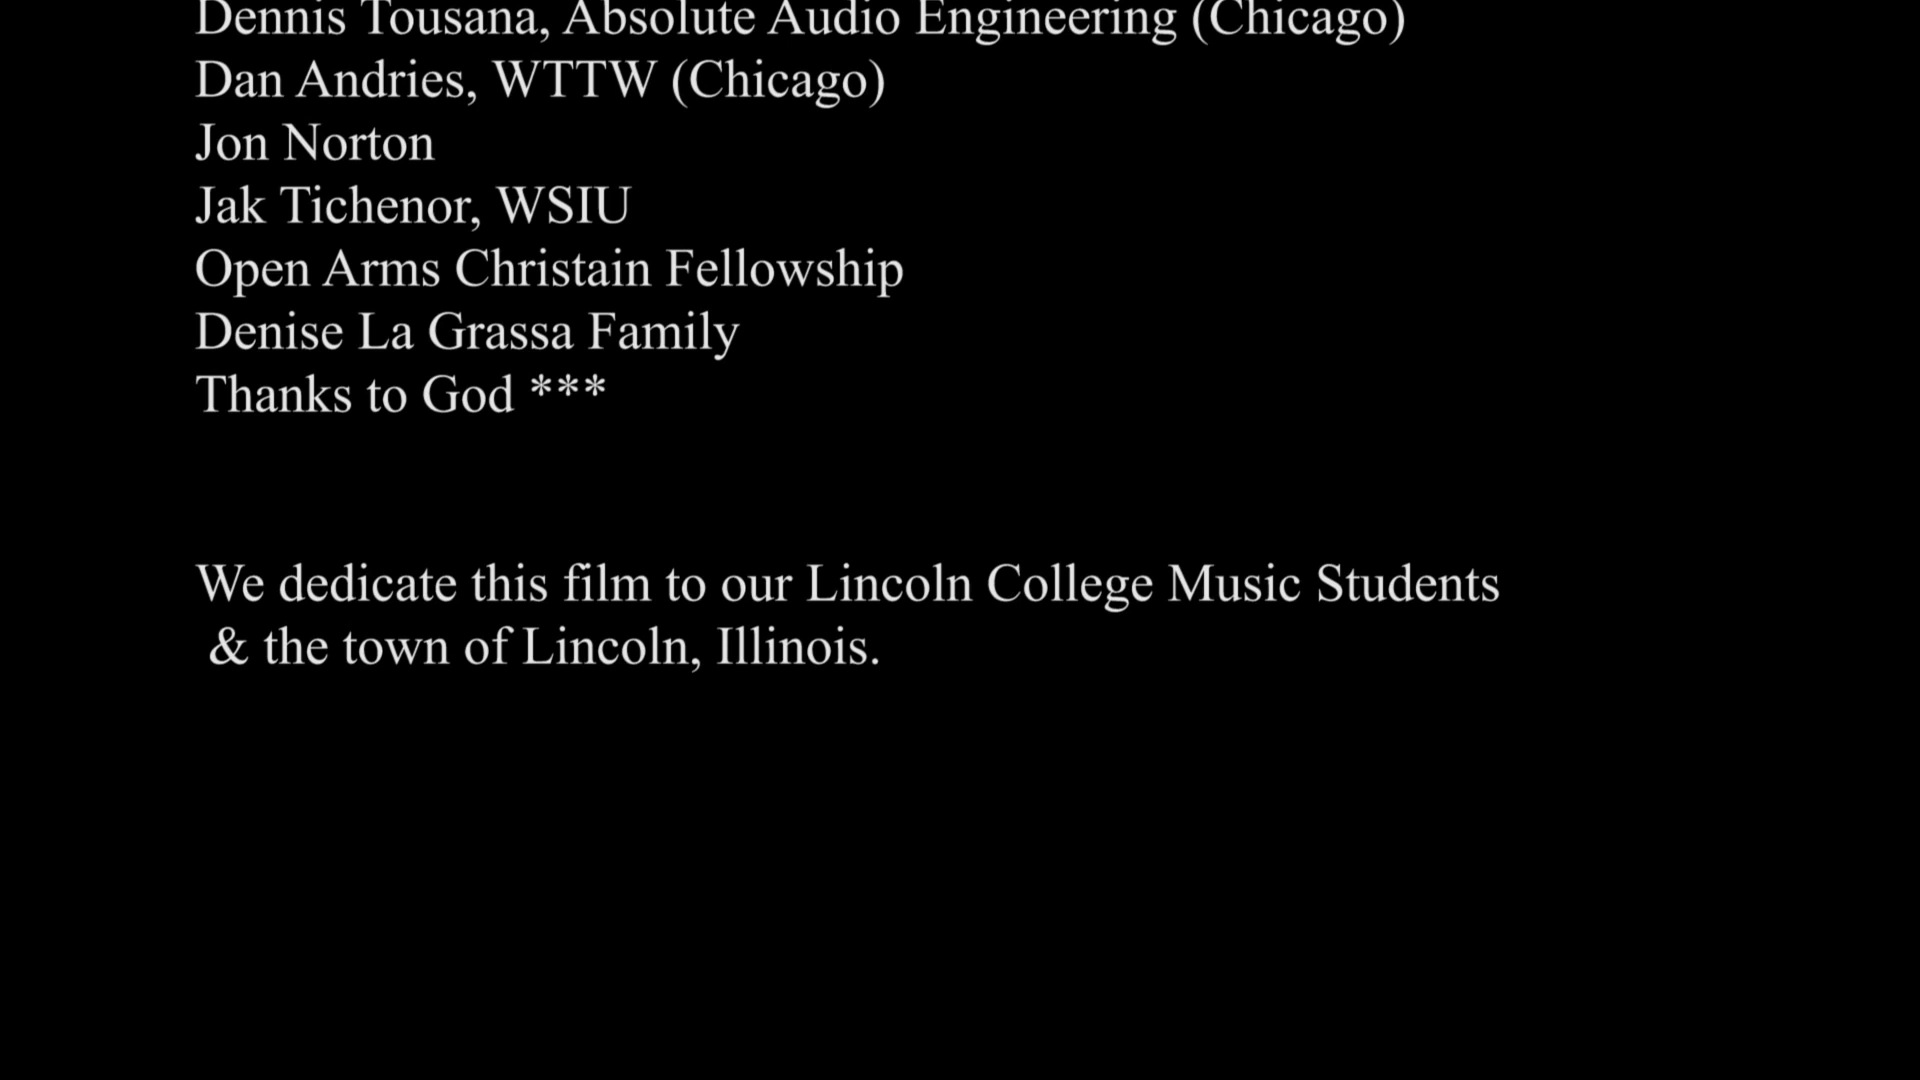 Dennis Tousana, Absolute Audio Engineering (Chicago)
Dan Andries, WTTW (Chicago)
Jon Norton
Jak Tichenor, WSIU
Open Arms Christain Fellowship
Denise La Grassa Family
Thanks to God ***
We dedicate this film to our Lincoln College Music Students
& the town of Lincoln, Illinois.